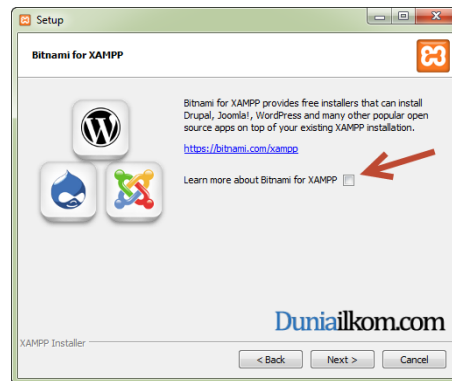 Setup
Bitnami for XAMPP
Bitnami for XAMPP provides free installers that can install
Drupal, Joomla!, WordPress and many other popular open
source apps on top of your existing XAMPP installation.
https://bitnami.com/xampp
Learn more about Bitnami for XAMPP
Duniailkom.com
XAMPP Installer
< Back
Next >
Cancel